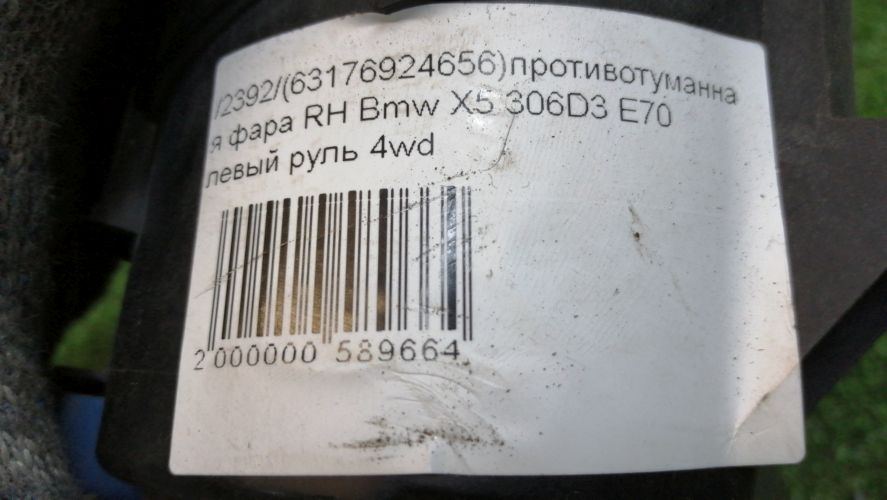 /2392/(63176924656)противотуманна
я фара RH Bmw X5 306D3 E70
левый руль 4wd
2 000000 589664